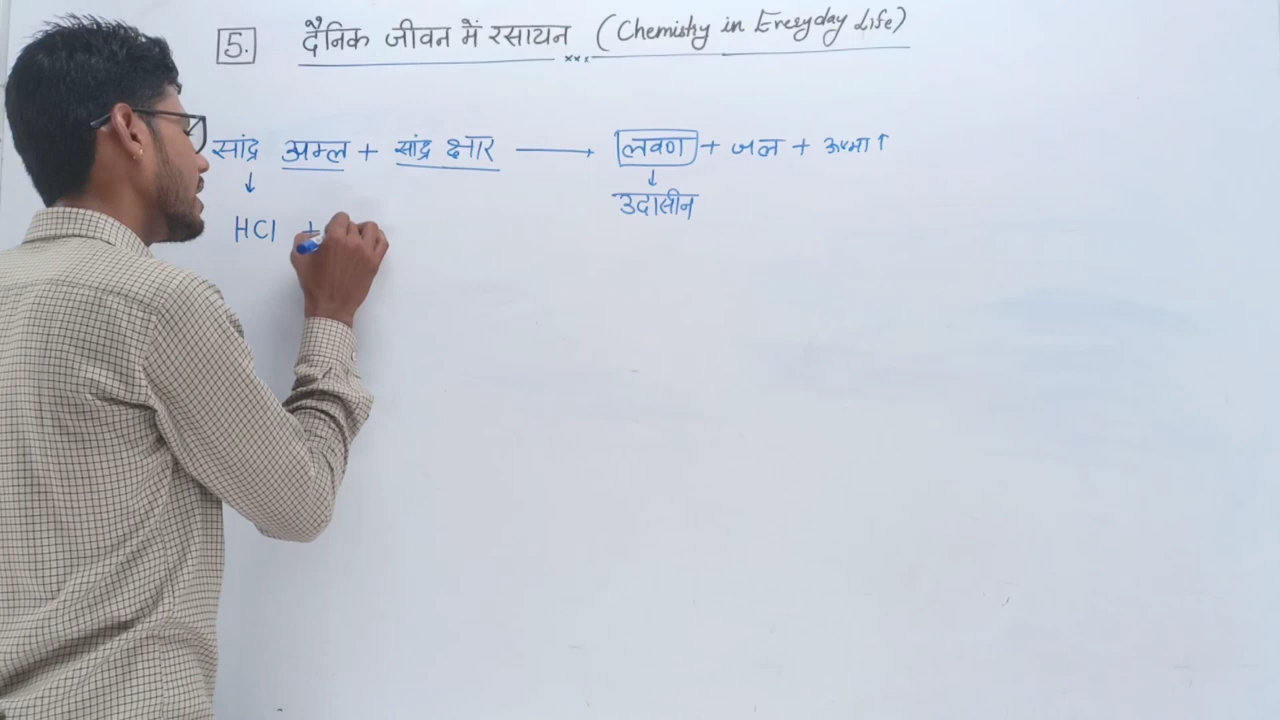 5. दैनिक जीवन में रसायन (Chemistry in Everyday Life)
सांद्र अम्ल + सांद्र क्षार ⟶ लवण + जल + ऊष्मा ↑
↓ ↓
उदासीन
HCl +